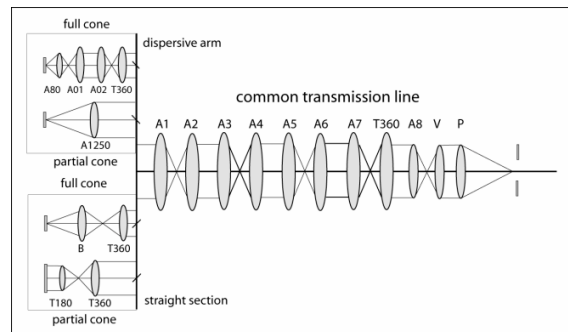 full cone
dispersive arm
A80 A01 A02 T360
A1250
partial cone
common transmission line
A1 A2 A3 A4 A5 A6 A7 T360 A8 V P
full cone
B T360
T180 T360
partial cone
straight section